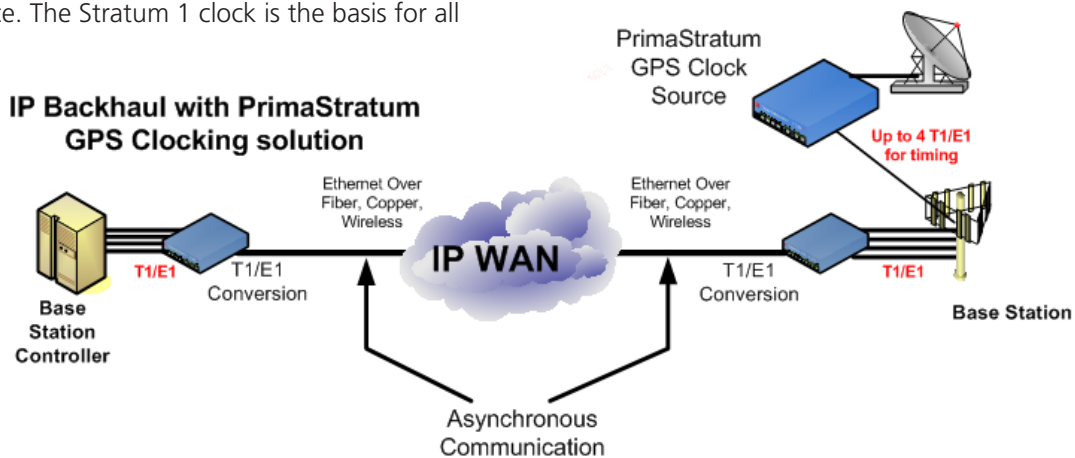 te. The Stratum 1 clock is the basis for all
PrimaStratum
GPS Clock
Source
IP Backhaul with PrimaStratum
GPS Clocking solution
Up to 4 T1/E1
for timing
Ethernet Over
Fiber, Copper,
Wireless
Ethernet Over
Fiber, Copper,
Wireless
IP WAN
T1/E1
T1/E1
Conversion
T1/E1
Conversion
T1/E1
Base
Station
Controller
Base Station
Asynchronous
Communication